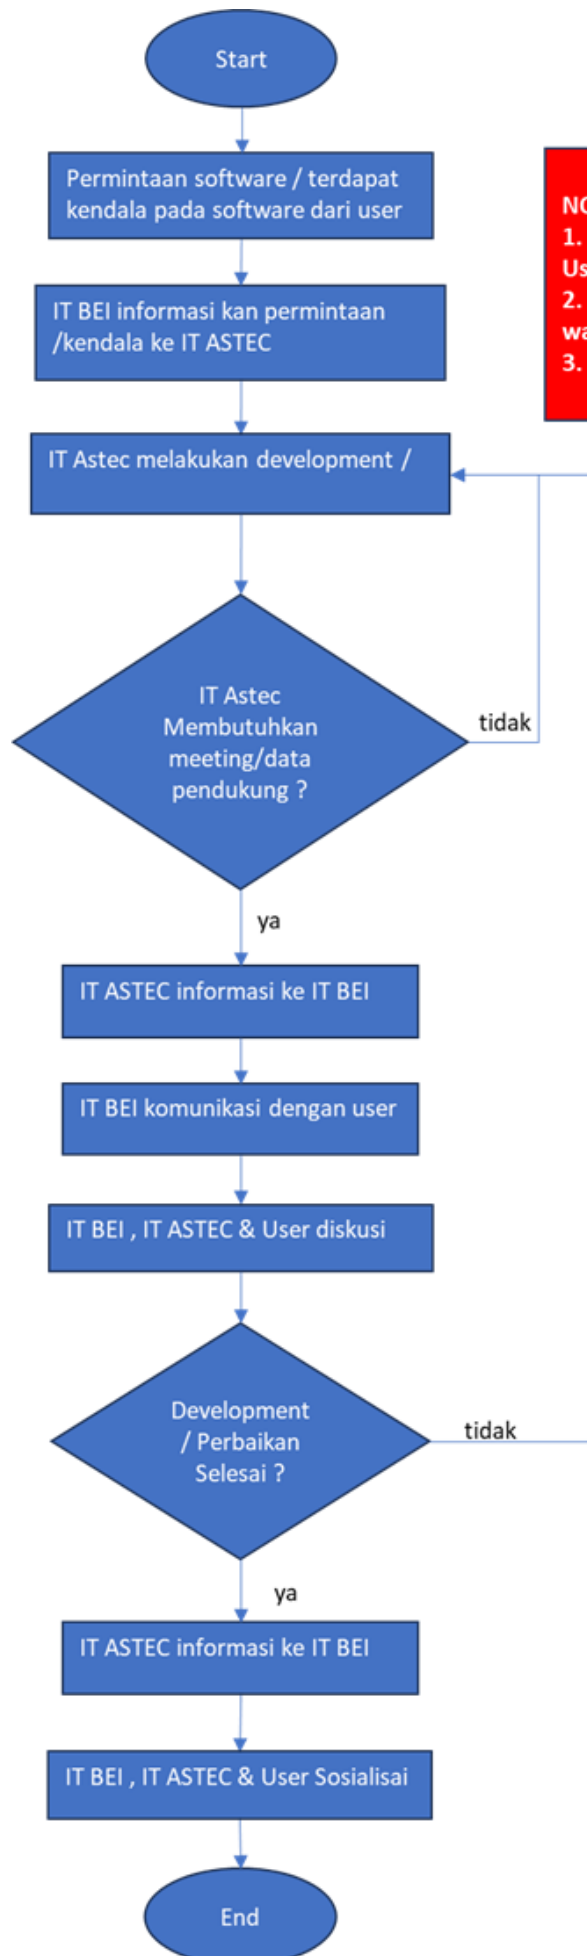 Start
Permintaan software / terdapat
kendala pada software dari user
IT BEI informasi kan permintaan
/kendala ke IT ASTEC
IT Astec melakukan development /
1.
2.
3.
IT Astec
Membutuhkan
meeting/data
pendukung ?
tidak
ya
IT ASTEC informasi ke IT BEI
IT BEI komunikasi dengan user
IT BEI , IT ASTEC & User diskusi
Development
/ Perbaikan
Selesai ?
tidak
ya
IT ASTEC informasi ke IT BEI
IT BEI , IT ASTEC & User Sosialisai
End